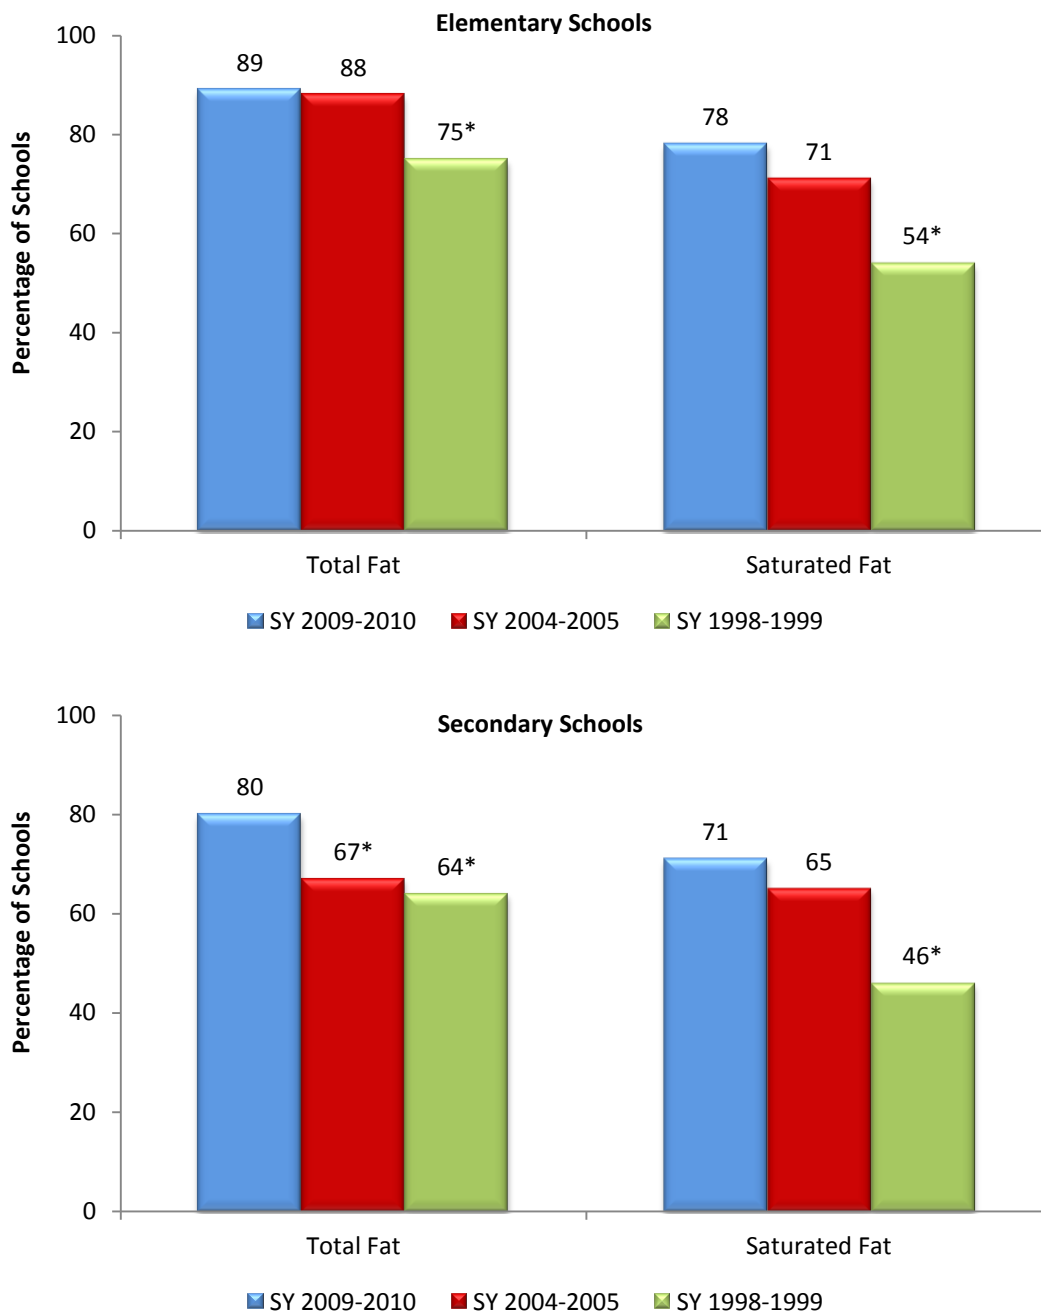 Elementary Schools
Percentage of Schools
100
80
60
40
20
0
89
88
75*
78
71
54*
Total Fat
Saturated Fat
SY 2009-2010 SY 2004-2005 SY 1998-1999
Secondary Schools
Percentage of Schools
100
80
60
40
20
0
80
67*
64*
71
65
46*
Total Fat
Saturated Fat
SY 2009-2010 SY 2004-2005 SY 1998-1999